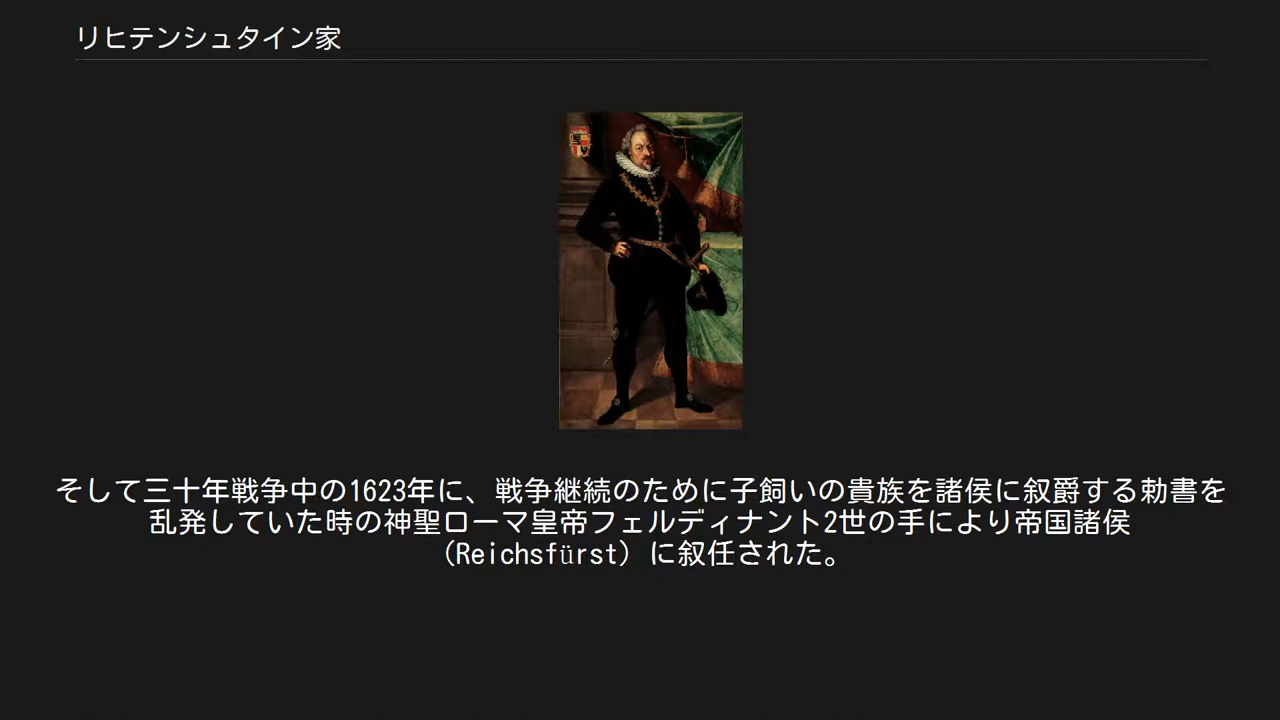 リヒテンシュタイン家
そして三十年戦争中の1623年に、戦争継続のために子飼いの貴族を諸侯に叙爵する勅書を
乱発していた時の神聖ローマ皇帝フェルディナント2世の手により帝国諸侯
（Reichsfürst）に叙任された。